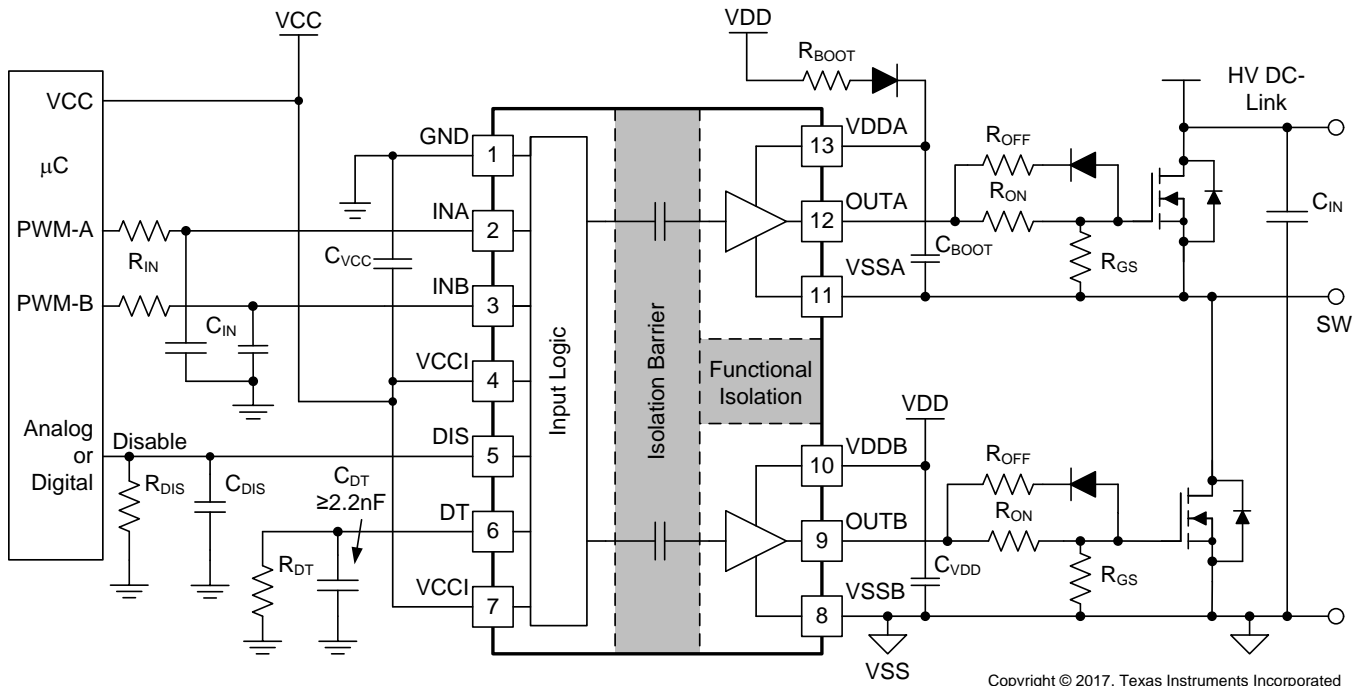 VCC
VDD
R_BOOT
HV DC-
Link
VCC
μC
PWM-A
PWM-B
Analog
or
Digital
R_IN
C_IN
Disable
R_DIS
C_DIS
C_DT
≥2.2nF
R_DT
C_VCC
GND
1
INA
2
INB
3
VCCI
4
DIS
5
DT
6
VCCI
7
Input Logic
Isolation Barrier
Functional
Isolation
13
VDDA
12
OUTA
11
VSSA
C_BOOT
R_OFF
R_ON
R_GS
C_IN
SW
VDD
10
VDDB
9
OUTB
8
VSSB
C_VDD
R_OFF
R_ON
R_GS
VSS
Copyright © 2017, Texas Instruments Incorporated